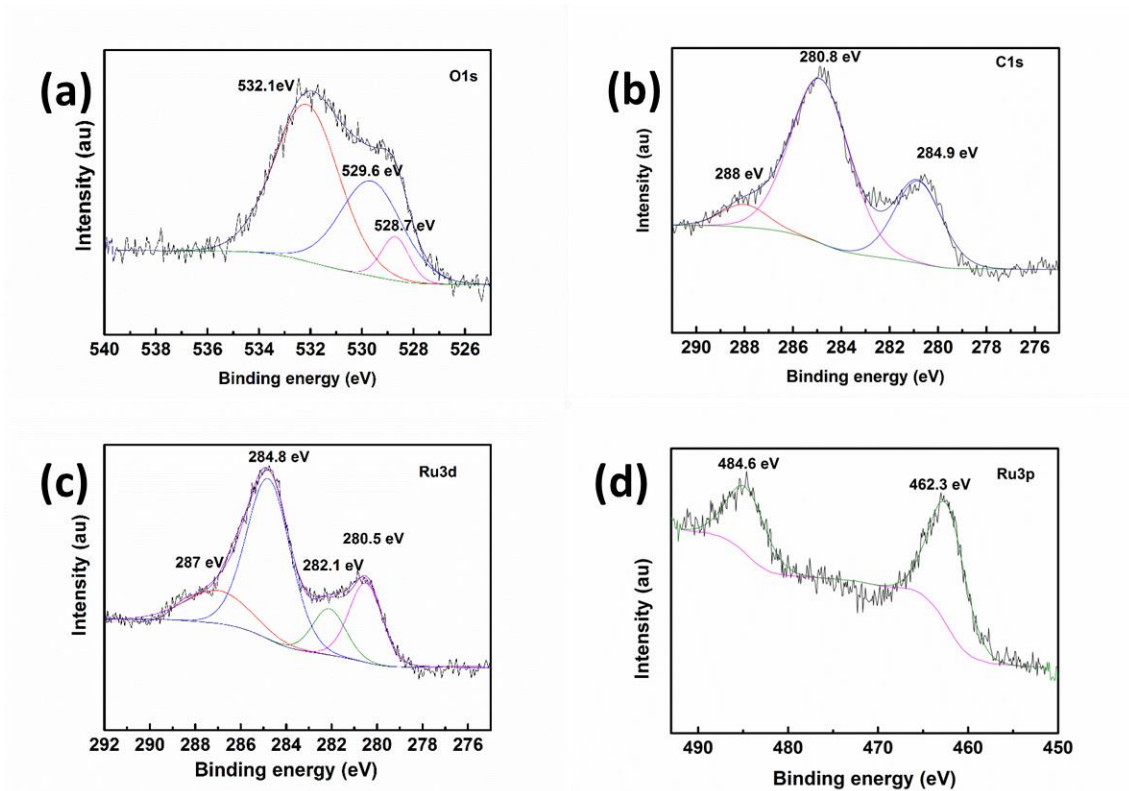 (a)
O1s
532.1eV
529.6 eV
528.7 eV
Intensity (au)
540 538 536 534 532 530 528 526
Binding energy (eV)
(b)
C1s
280.8 eV
284.9 eV
288 eV
Intensity (au)
290 288 286 284 282 280 278 276
Binding energy (eV)
(c)
Ru3d
284.8 eV
280.5 eV
287 eV
282.1 eV
Intensity (au)
292 290 288 286 284 282 280 278 276
Binding energy (eV)
(d)
Ru3p
484.6 eV
462.3 eV
Intensity (au)
490 480 470 460 450
Binding energy (eV)